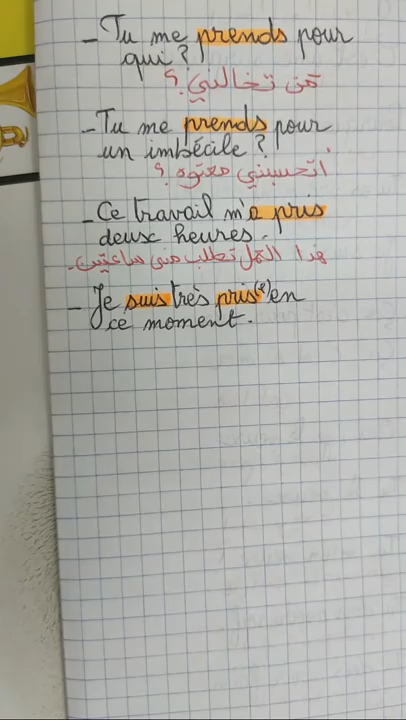 - Tu me prends pour
qui ?
من تخالني ؟
- Tu me prends pour
un imbécile ?
أتحسبني معتوه ؟
- Ce travail m'a pris
deux heures.
هذا العمل تطلب مني ساعتين.
- Je suis très pris(e) en
ce moment.